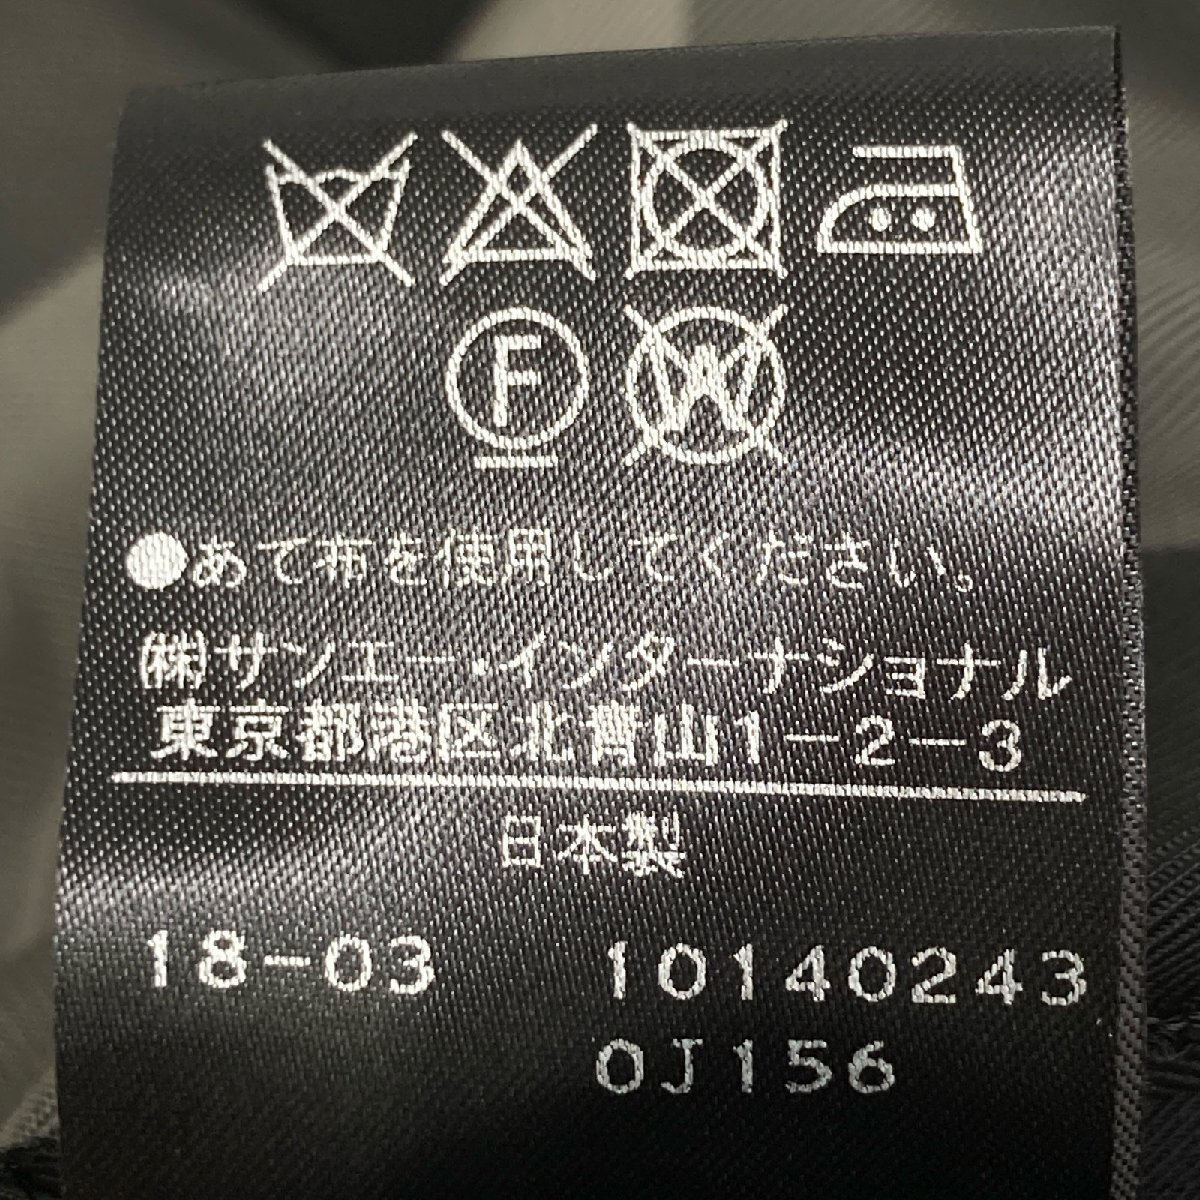 F W
●あて布を使用してください。
㈱サンエー・インターナショナル
東京都港区北青山1-2-3
日本製
18-03 10140243
0J156